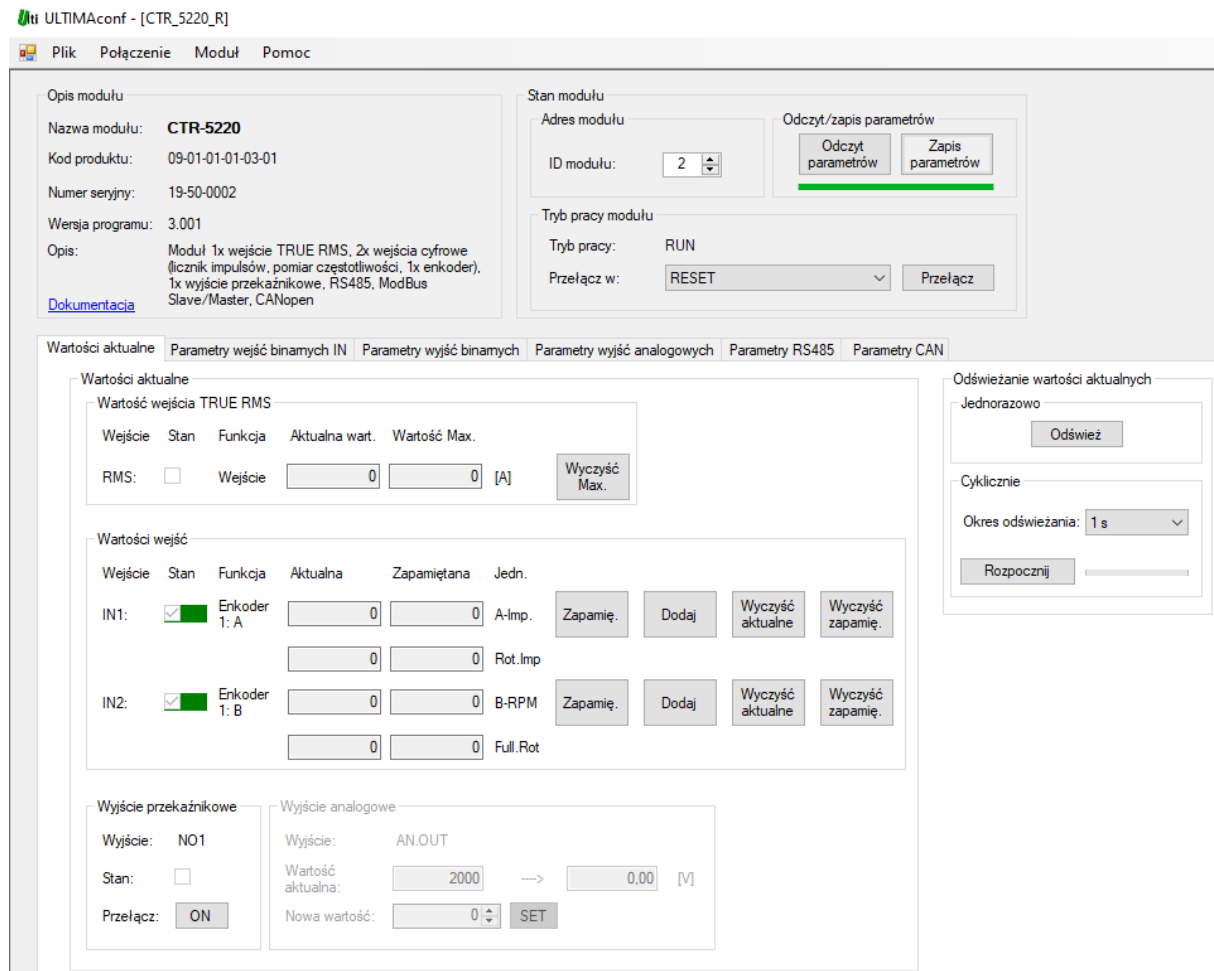 Ulti ULTIMAconf - [CTR_5220_R]
Plik Połączenie Moduł Pomoc
Opis modułu
Nazwa modułu: CTR-5220
Kod produktu: 09-01-01-01-03-01
Numer seryjny: 19-50-0002
Wersja programu: 3.001
Opis: Moduł 1x wejście TRUE RMS, 2x wejścia cyfrowe
(licznik impulsów, pomiar częstotliwości, 1x enkoder),
1x wyjście przekaźnikowe, RS485, ModBus
Slave/Master, CANopen
Dokumentacja
Stan modułu
Adres modułu
ID modułu: 2
Odczyt/zapis parametrów
Odczyt parametrów
Zapis parametrów
Tryb pracy modułu
Tryb pracy: RUN
Przełącz w: RESET Przełącz
Wartości aktualne Parametry wejść binarnych IN Parametry wyjść binarnych Parametry wyjść analogowych Parametry RS485 Parametry CAN
Wartości aktualne
Wartość wejścia TRUE RMS
Wejście Stan Funkcja Aktualna wart. Wartość Max.
RMS: Wejście 0 0 [A] Wyczyść Max.
Wartości wejść
Wejście Stan Funkcja Aktualna Zapamiętana Jedn.
IN1: Enkoder 1: A 0 0 A-Imp. Zapamię. Dodaj Wyczyść aktualne Wyczyść zapamię.
0 0 Rot.Imp
IN2: Enkoder 1: B 0 0 B-RPM Zapamię. Dodaj Wyczyść aktualne Wyczyść zapamię.
0 0 Full.Rot
Wyjście przekaźnikowe
Wyjście: NO1
Stan:
Przełącz: ON
Wyjście analogowe
Wyjście: AN.OUT
Wartość aktualna: 2000 ----> 0,00 [V]
Nowa wartość: 0 SET
Odświeżanie wartości aktualnych
Jednorazowo
Odśwież
Cyklicznie
Okres odświeżania: 1 s
Rozpocznij